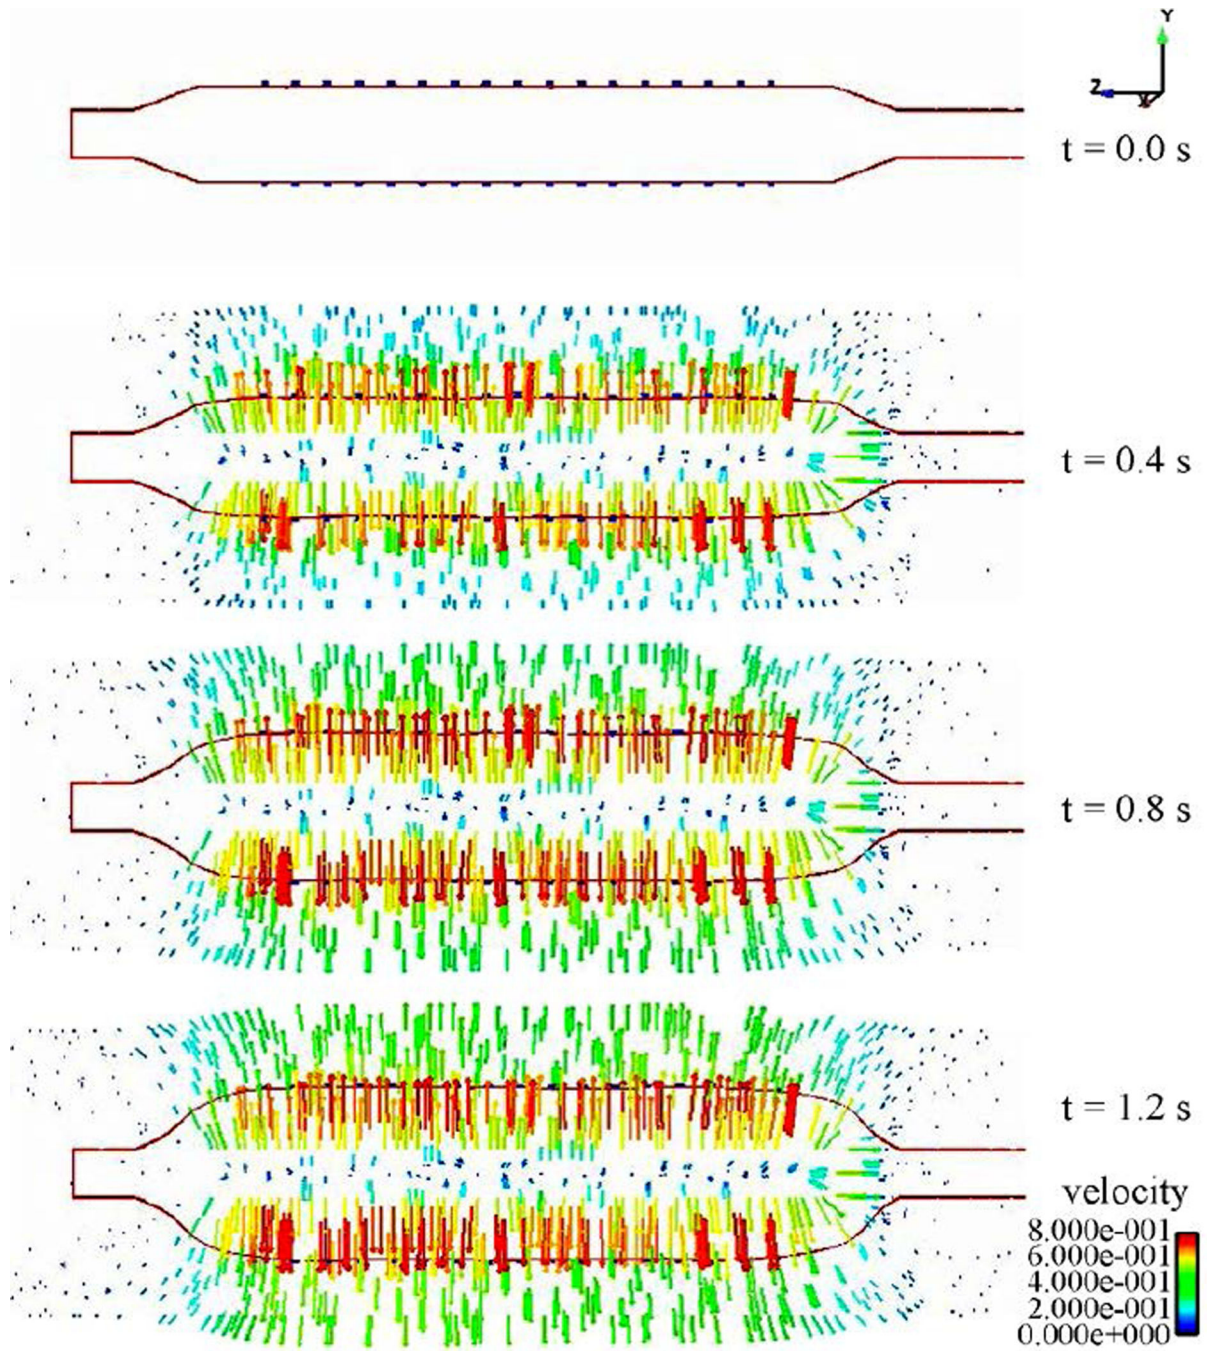 Y
Z
X
t = 0.0 s
t = 0.4 s
t = 0.8 s
t = 1.2 s
velocity
8.000e-001
6.000e-001
4.000e-001
2.000e-001
0.000e+000